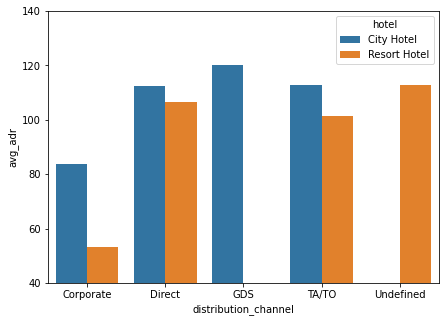 140
120
100
80
60
40
avg_adr
hotel
City Hotel
Resort Hotel
Corporate
Direct
GDS
TA/TO
Undefined
distribution_channel